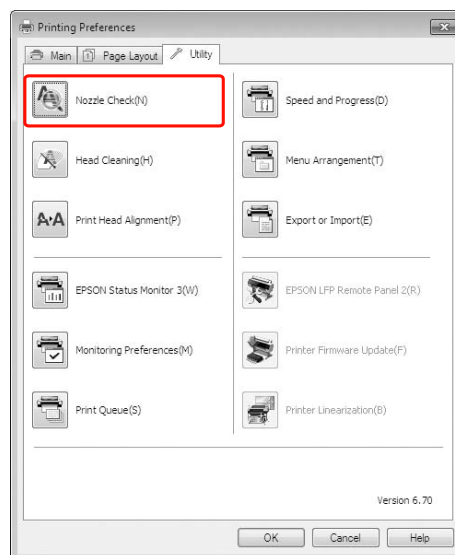 Printing Preferences
Main
Page Layout
Utility
Nozzle Check(N)
Speed and Progress(D)
Head Cleaning(H)
Menu Arrangement(T)
A
A
Print Head Alignment(P)
Export or Import(E)
EPSON Status Monitor 3(W)
EPSON LFP Remote Panel 2(R)
Monitoring Preferences(M)
Printer Firmware Update(F)
Print Queue(S)
Printer Linearization(B)
Version 6.70
OK
Cancel
Help